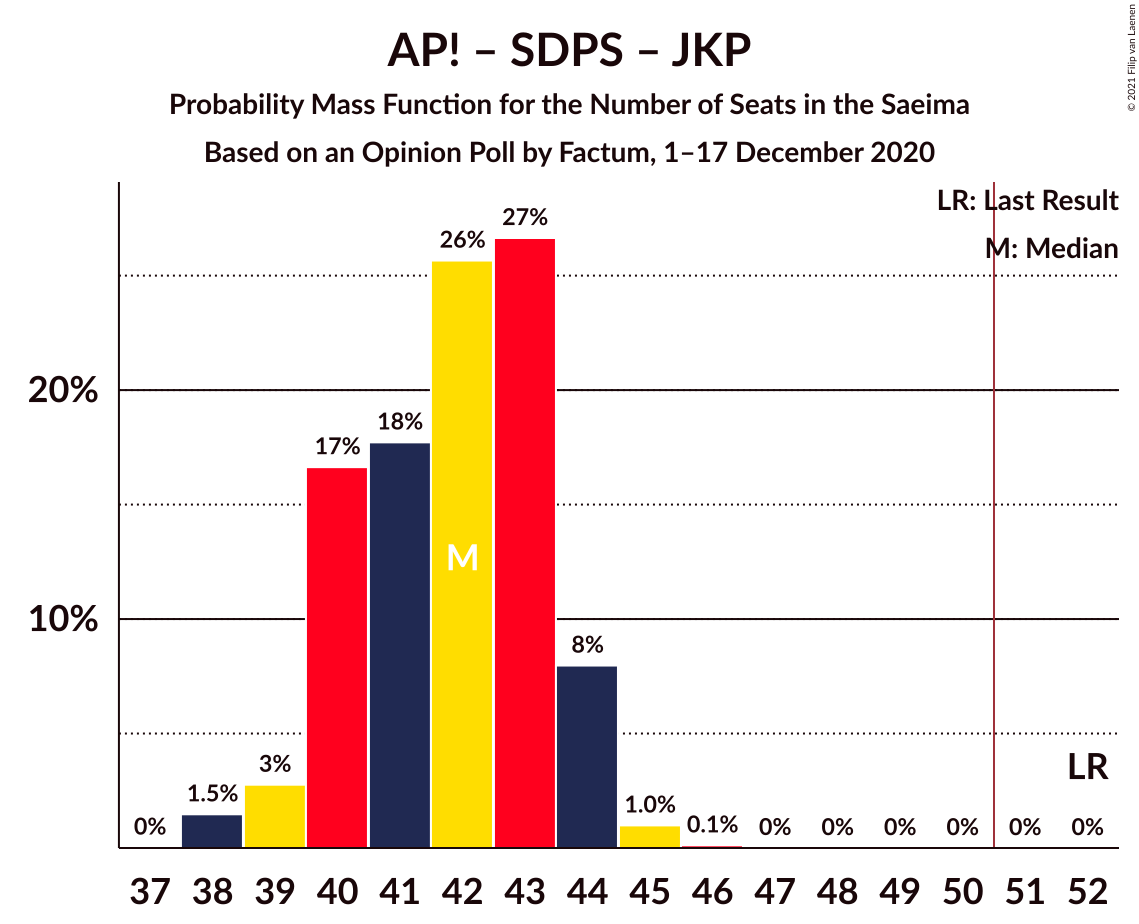 AP! – SDPS – JKP
Probability Mass Function for the Number of Seats in the Saeima
Based on an Opinion Poll by Factum, 1–17 December 2020
© 2021 Filip van Laenen
LR: Last Result
M: Median
20%
10%
0%
1.5%
3%
17%
18%
26%
27%
8%
1.0%
0.1%
0%
0%
0%
0%
0%
0%
M
LR
37 38 39 40 41 42 43 44 45 46 47 48 49 50 51 52